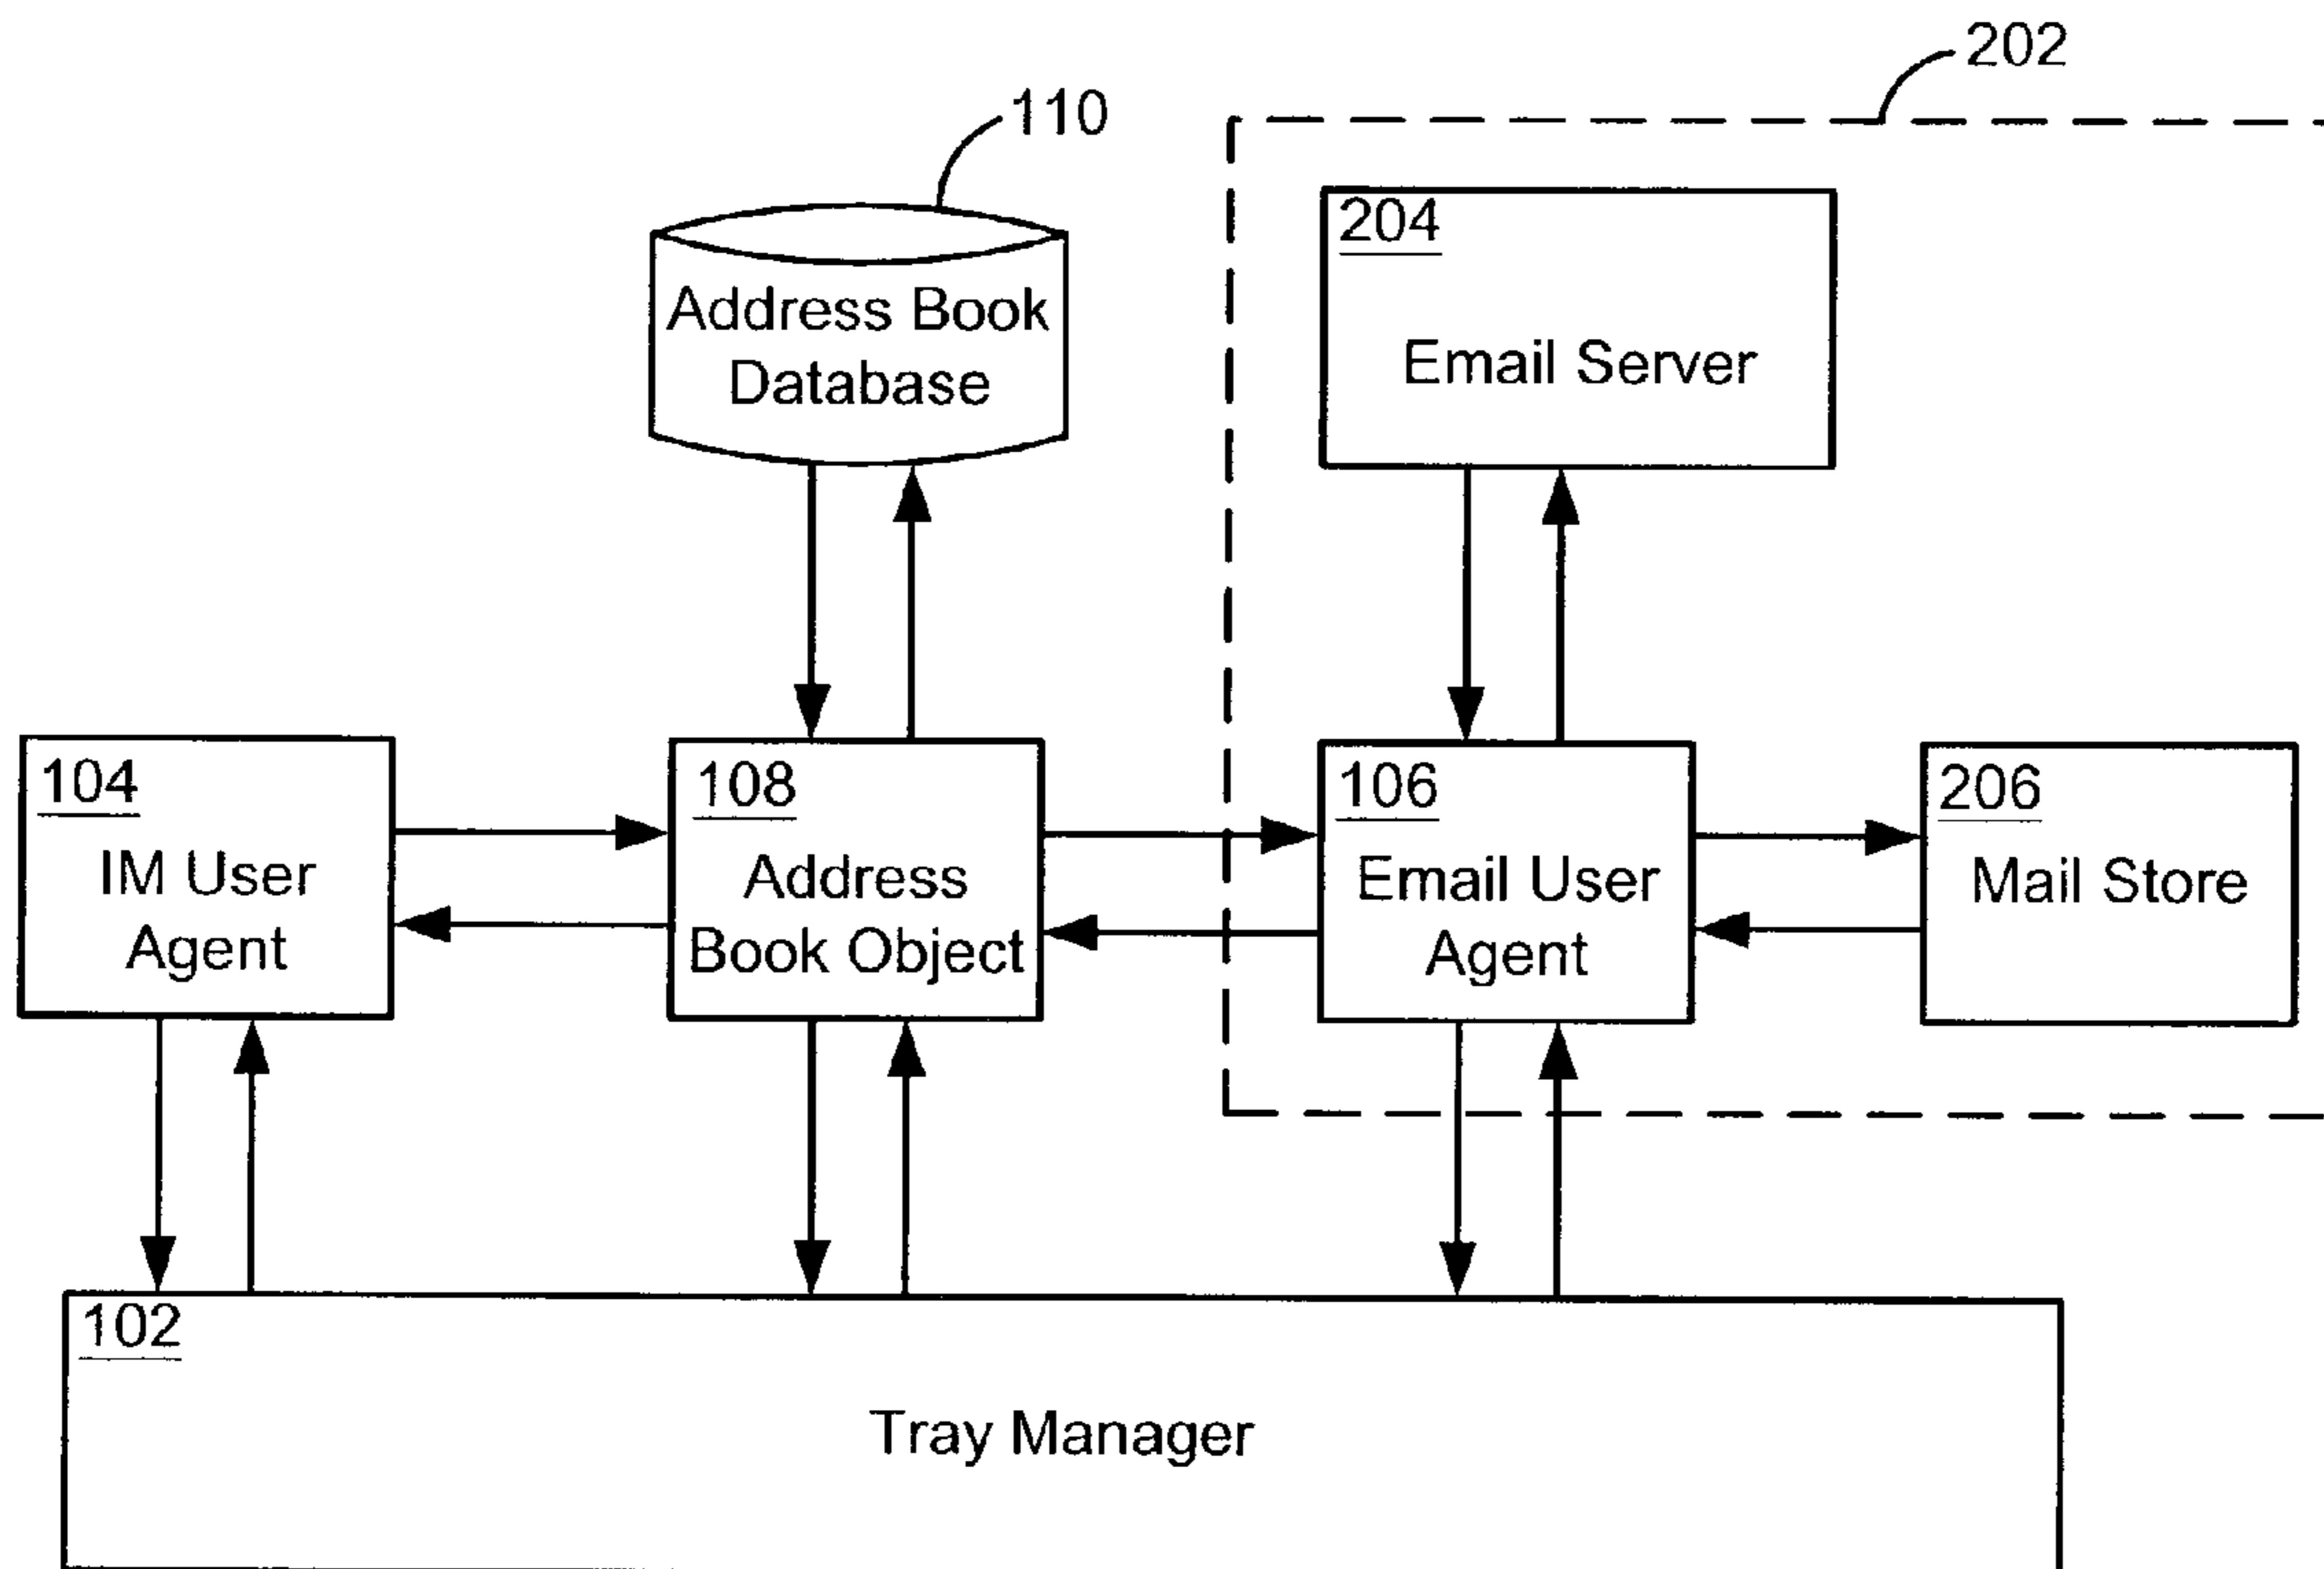 202
110
204
Address Book
Database
Email Server
104
108
106
206
IM User
Agent
Address
Book Object
Email User
Agent
Mail Store
102
Tray Manager